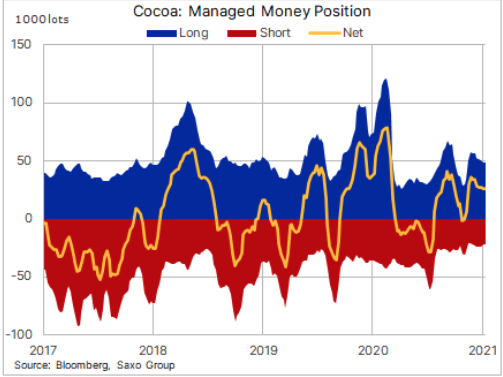 Cocoa: Managed Money Position
1000lots
Long Short Net
150
100
50
0
-50
-100
2017 2018 2019 2020 2021
Source: Bloomberg, Saxo Group